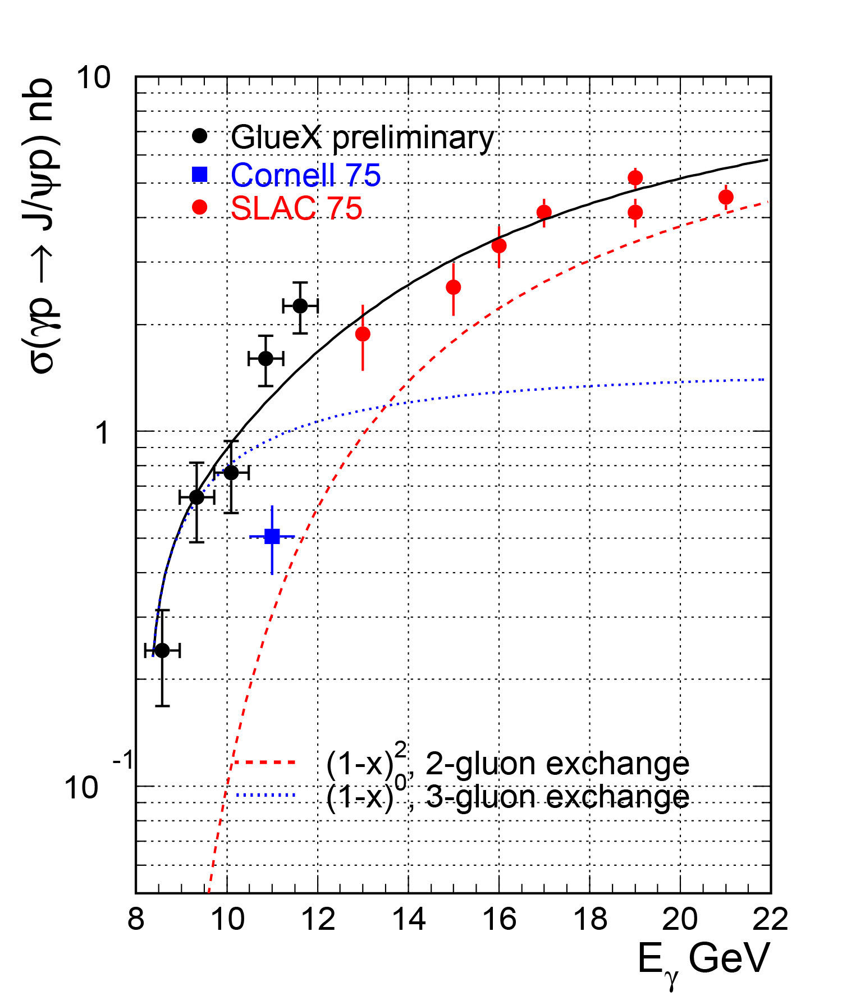 σ(γp → J/ψp) nb
10
GlueX preliminary
Cornell 75
SLAC 75
1
10^-1
(1-x)^2, 2-gluon exchange
(1-x)^0, 3-gluon exchange
8 10 12 14 16 18 20 22
E_γ GeV